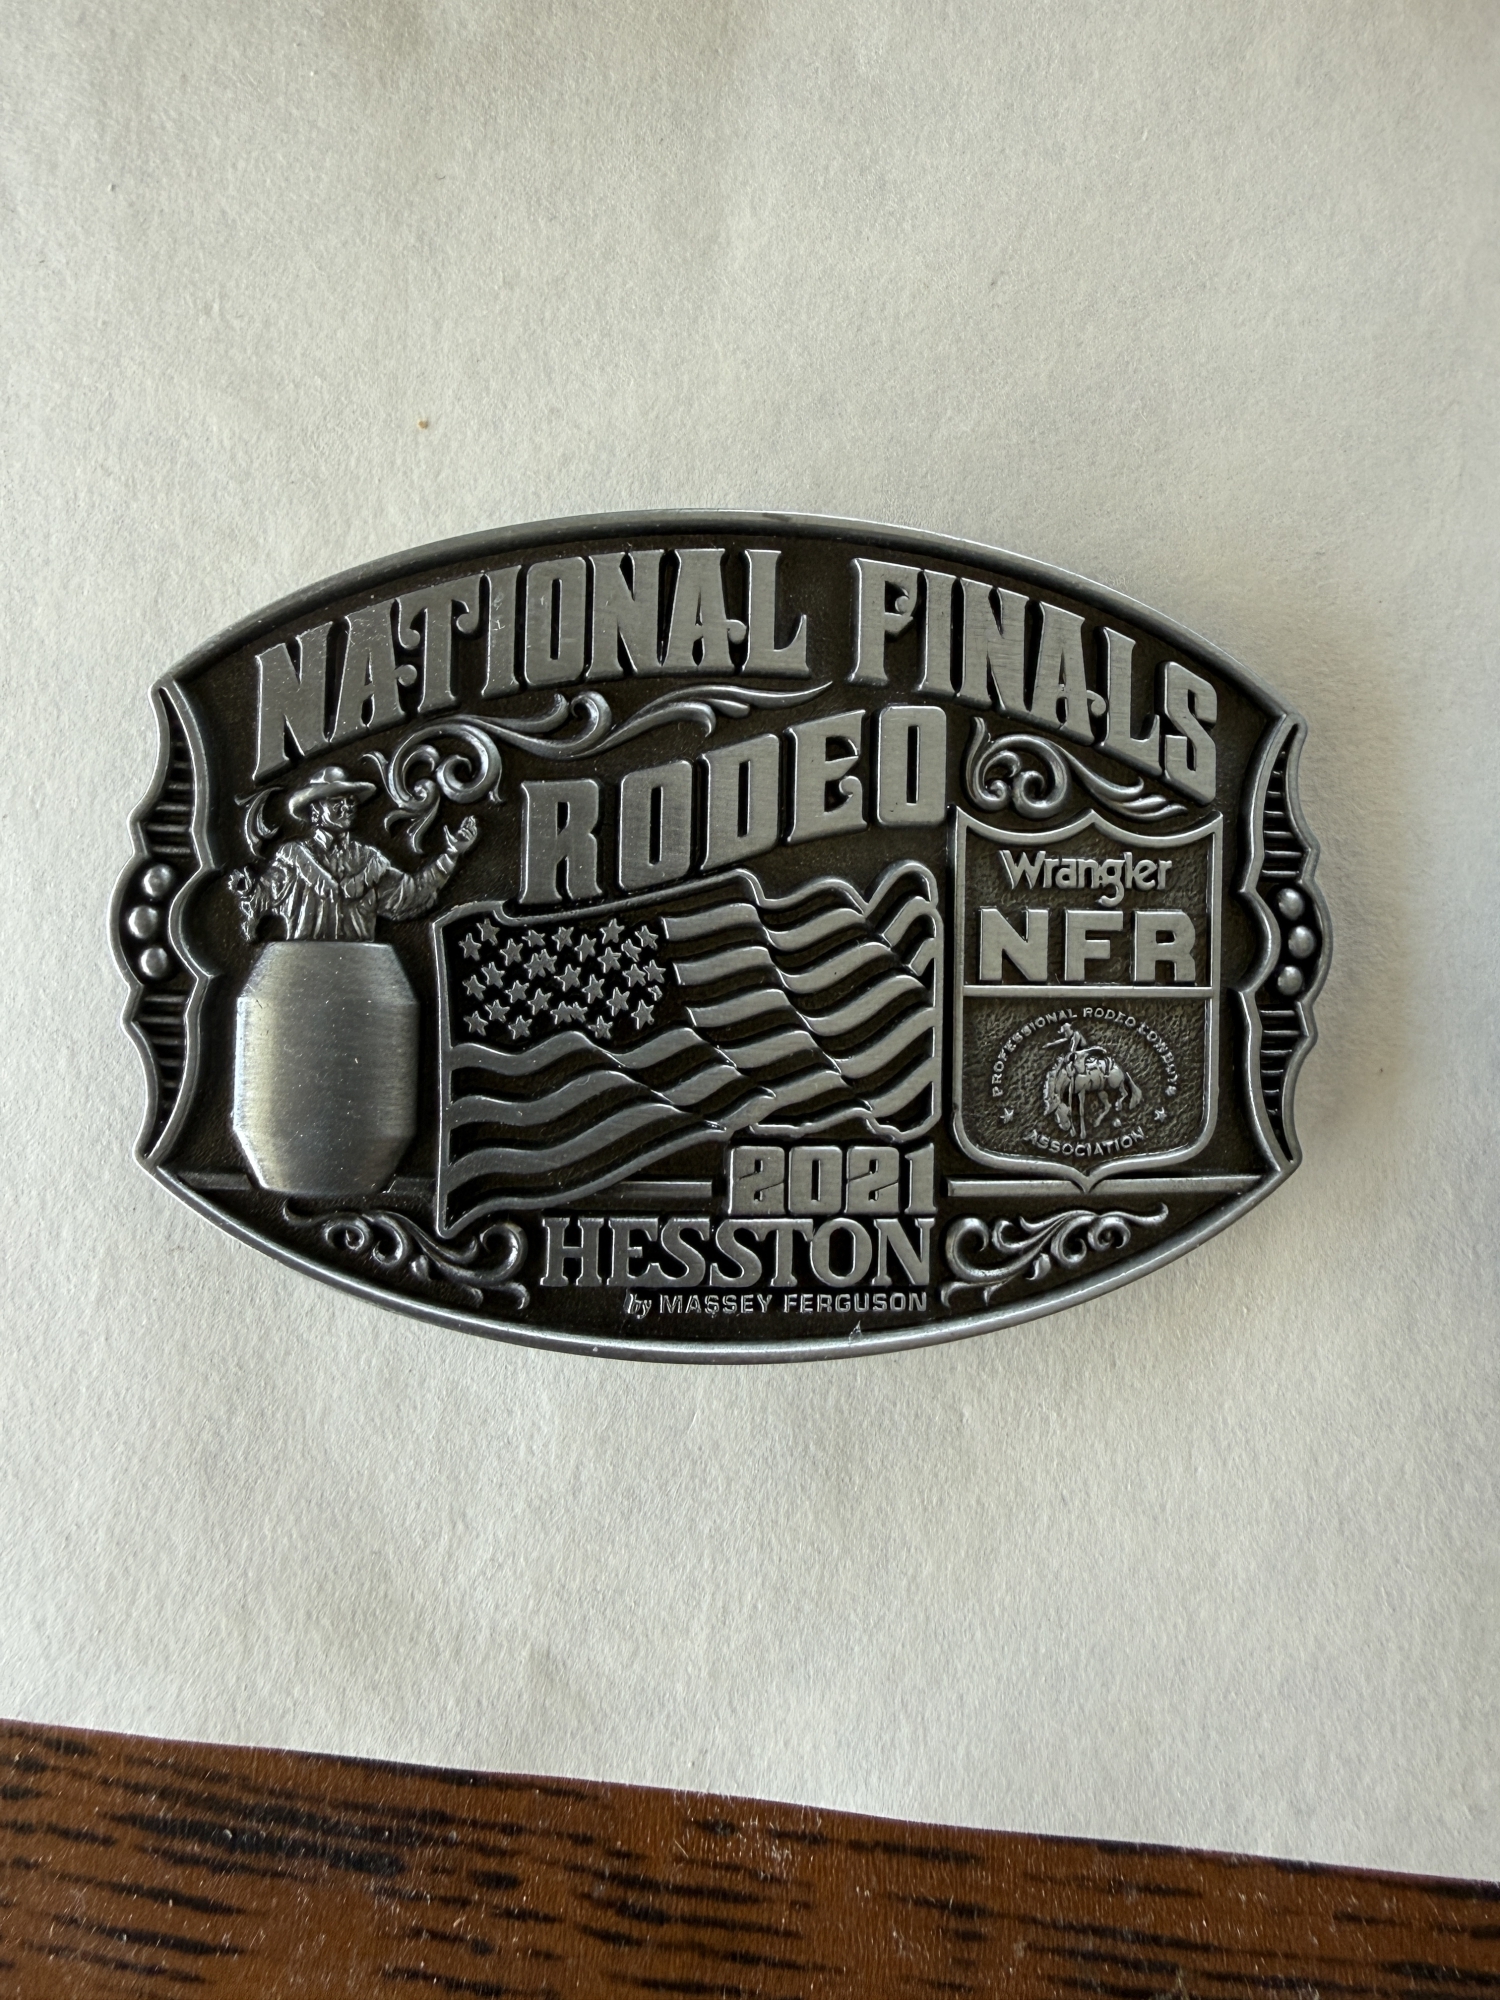 NATIONAL FINALS
RODEO
Wrangler
NFR
PROFESSIONAL RODEO COWBOYS
ASSOCIATION
2021
HESSTON
by MASSEY FERGUSON